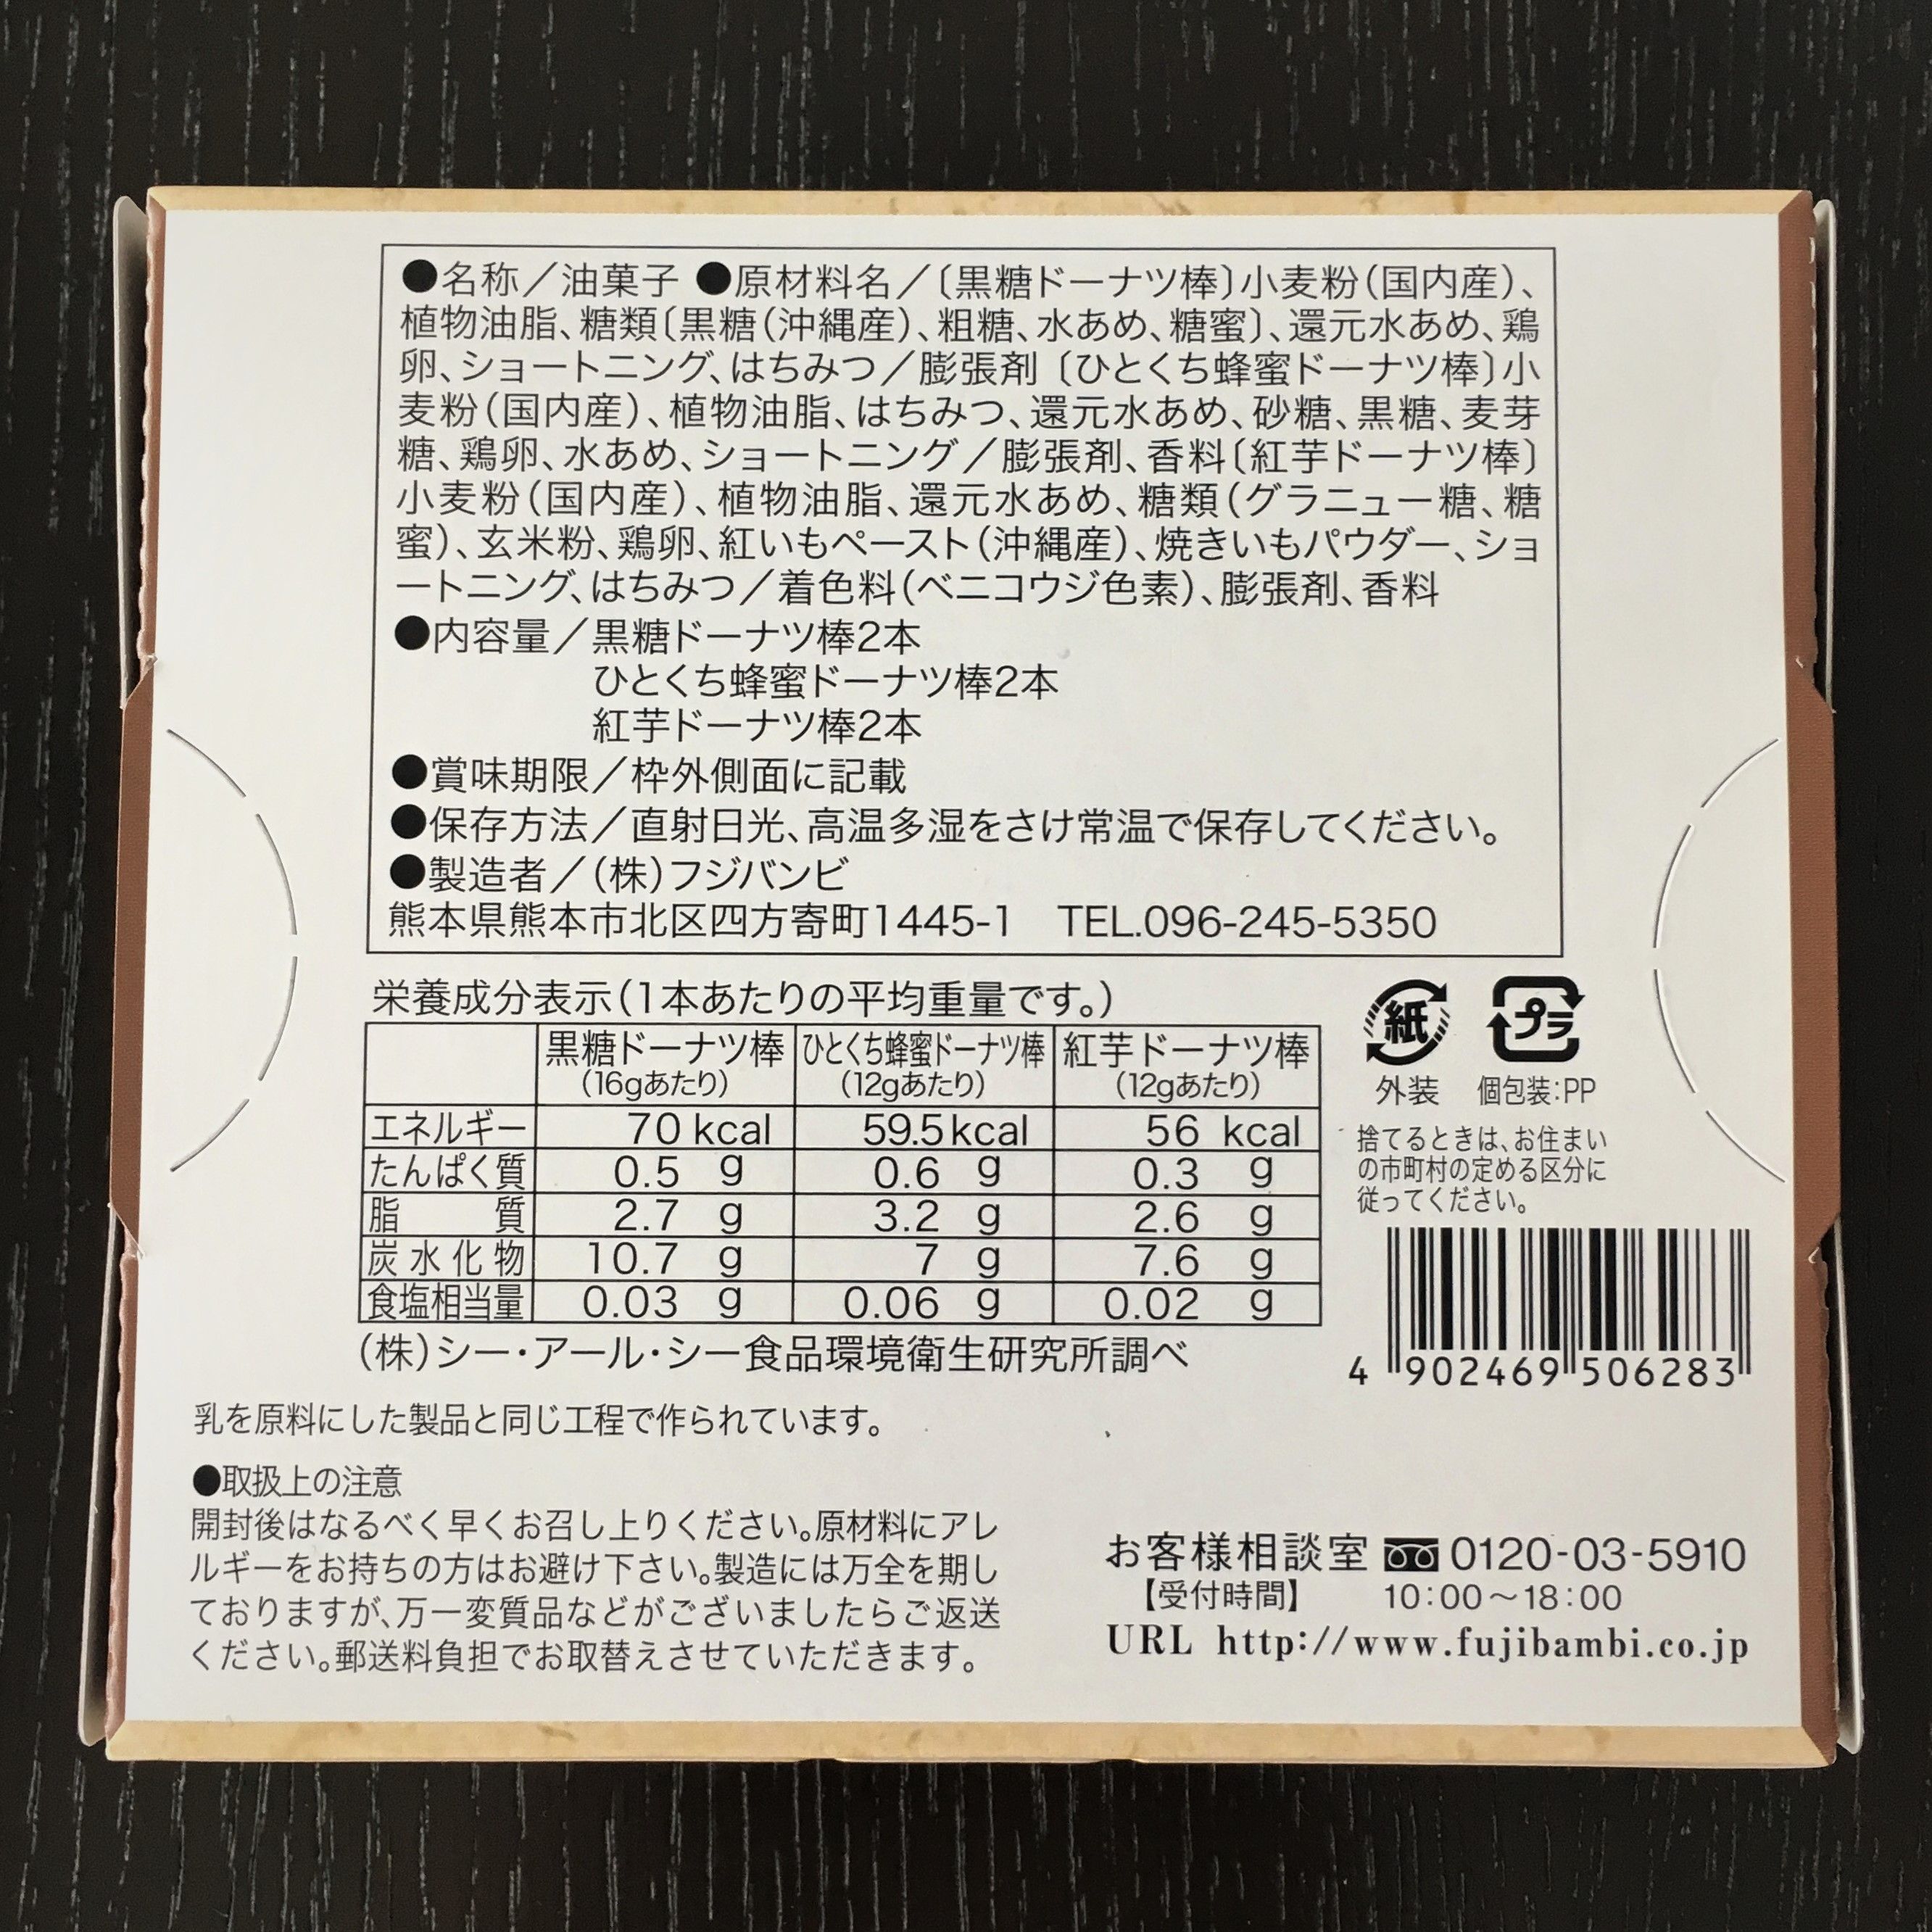 ●名称／油菓子 ●原材料名／〔黒糖ドーナツ棒〕小麦粉(国内産)、
植物油脂、糖類〔黒糖(沖縄産)、粗糖、水あめ、糖蜜〕、還元水あめ、鶏
卵、ショートニング、はちみつ／膨張剤〔ひとくち蜂蜜ドーナツ棒〕小
麦粉(国内産)、植物油脂、はちみつ、還元水あめ、砂糖、黒糖、麦芽
糖、鶏卵、水あめ、ショートニング／膨張剤、香料〔紅芋ドーナツ棒〕
小麦粉(国内産)、植物油脂、還元水あめ、糖類(グラニュー糖、糖
蜜)、玄米粉、鶏卵、紅いもペースト(沖縄産)、焼きいもパウダー、ショ
ートニング、はちみつ／着色料(ベニコウジ色素)、膨張剤、香料
●内容量／黒糖ドーナツ棒2本
ひとくち蜂蜜ドーナツ棒2本
紅芋ドーナツ棒2本
●賞味期限／枠外側面に記載
●保存方法／直射日光、高温多湿をさけ常温で保存してください。
●製造者／(株)フジバンビ
熊本県熊本市北区四方寄町1445-1 TEL.096-245-5350
栄養成分表示(1本あたりの平均重量です。)
黒糖ドーナツ棒 ひとくち蜂蜜ドーナツ棒 紅芋ドーナツ棒
(16gあたり) (12gあたり) (12gあたり)
エネルギー 70 kcal 59.5 kcal 56 kcal
たんぱく質 0.5 g 0.6 g 0.3 g
脂質 2.7 g 3.2 g 2.6 g
炭水化物 10.7 g 7 g 7.6 g
食塩相当量 0.03 g 0.06 g 0.02 g
(株)シー・アール・シー食品環境衛生研究所調べ
紙 プラ
外装 個包装:PP
捨てるときは、お住まい
の市町村の定める区分に
従ってください。
4 902469 506283
乳を原料にした製品と同じ工程で作られています。
●取扱上の注意
開封後はなるべく早くお召し上りください。原材料にアレ
ルギーをお持ちの方はお避け下さい。製造には万全を期し
ておりますが、万一変質品などがございましたらご返送
ください。郵送料負担でお取替えさせていただきます。
お客様相談室 0120-03-5910
【受付時間】 10:00～18:00
URL http://www.fujibambi.co.jp